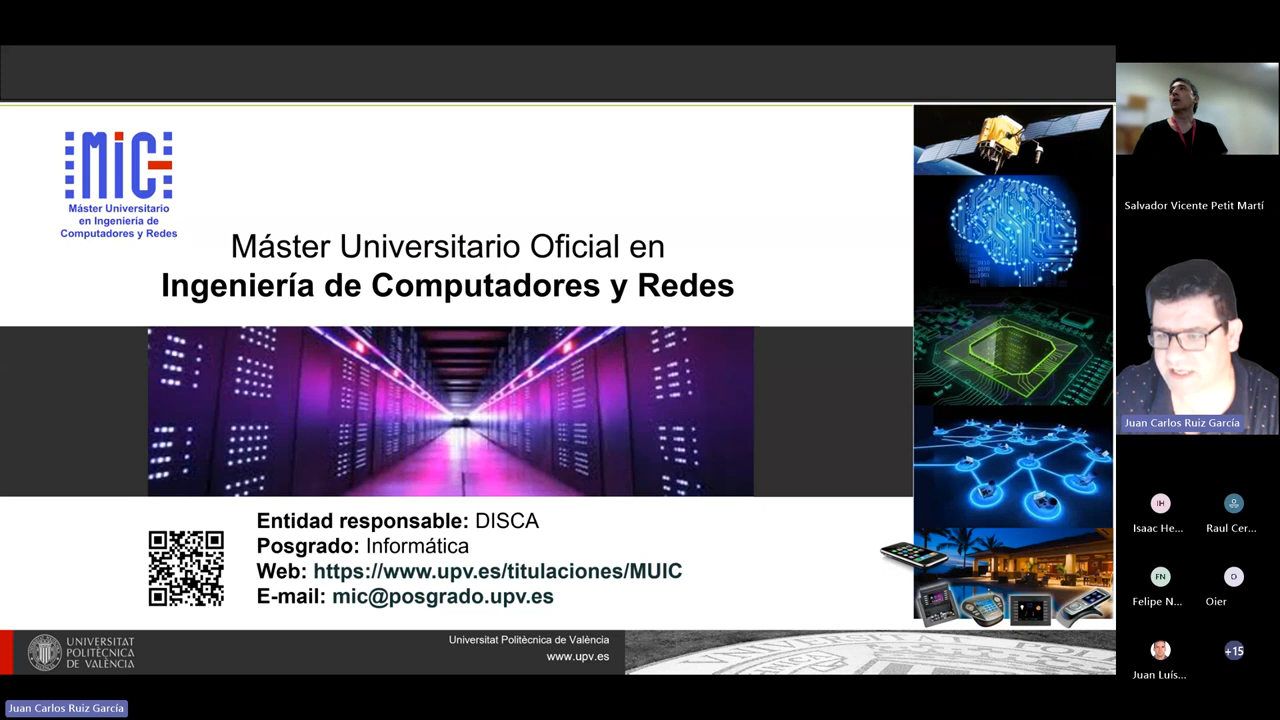 MiC
Máster Universitario
en Ingeniería de
Computadores y Redes
Máster Universitario Oficial en
Ingeniería de Computadores y Redes
Entidad responsable: DISCA
Posgrado: Informática
Web: https://www.upv.es/titulaciones/MUIC
E-mail: mic@posgrado.upv.es
UNIVERSITAT
POLITÈCNICA
DE VALÈNCIA
Universitat Politècnica de València
www.upv.es
Salvador Vicente Petit Martí
Juan Carlos Ruiz García
IH
Isaac He...
Raul Cer...
FN
Felipe N...
O
Oier
Juan Luís...
+15
Juan Carlos Ruiz García